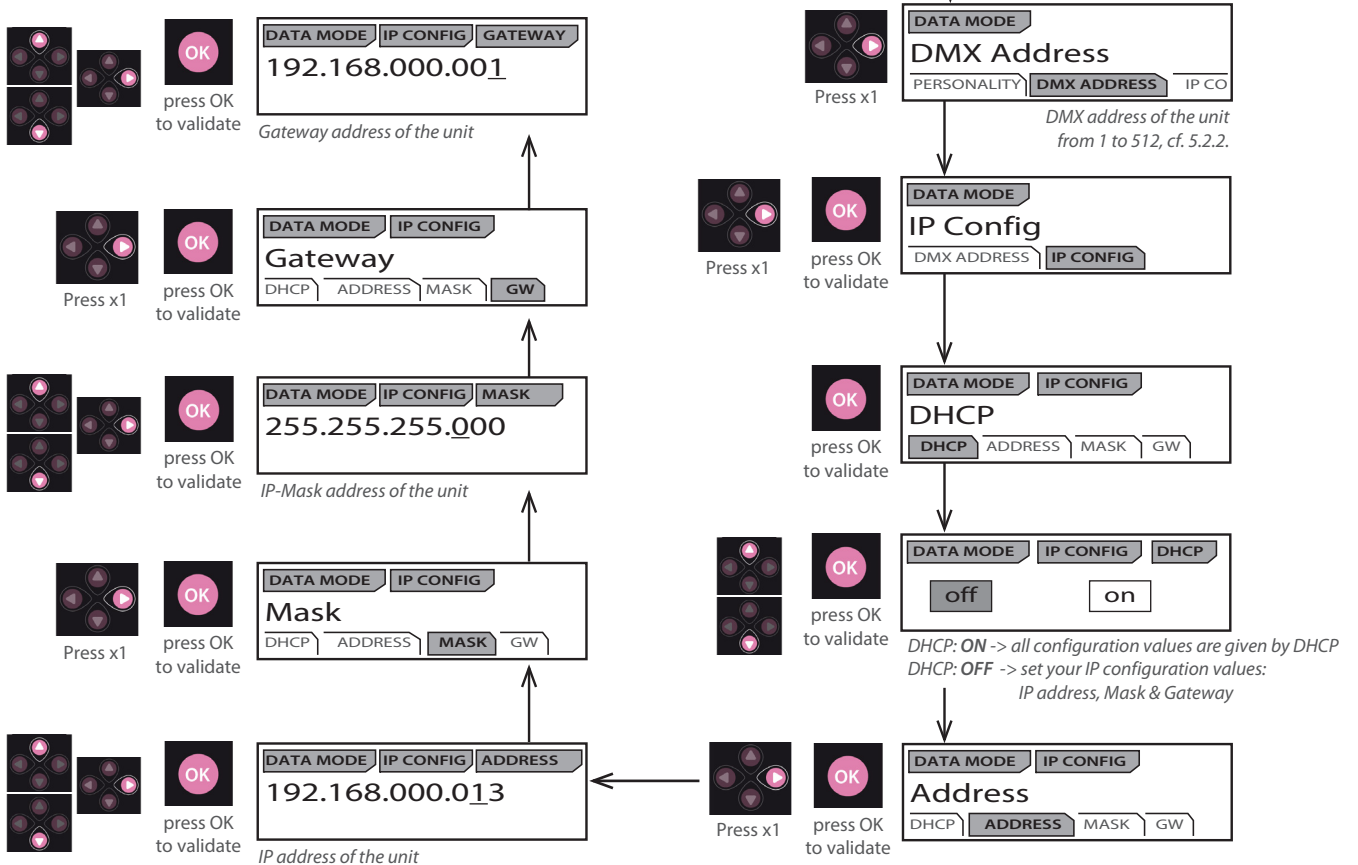 DATA MODE IP CONFIG GATEWAY
192.168.000.001
OK
press OK
to validate
Gateway address of the unit
DATA MODE IP CONFIG
Gateway
DHCP ADDRESS MASK GW
Press x1
OK
press OK
to validate
DATA MODE IP CONFIG MASK
255.255.255.000
OK
press OK
to validate
IP-Mask address of the unit
DATA MODE IP CONFIG
Mask
DHCP ADDRESS MASK GW
Press x1
OK
press OK
to validate
DATA MODE IP CONFIG ADDRESS
192.168.000.013
OK
press OK
to validate
IP address of the unit
DATA MODE
DMX Address
PERSONALITY DMX ADDRESS IP CO
Press x1
DMX address of the unit
from 1 to 512, cf. 5.2.2.
DATA MODE
IP Config
DMX ADDRESS IP CONFIG
Press x1
OK
press OK
to validate
DATA MODE IP CONFIG
DHCP
DHCP ADDRESS MASK GW
OK
press OK
to validate
DATA MODE IP CONFIG DHCP
off on
OK
press OK
to validate
DHCP: ON -> all configuration values are given by DHCP
DHCP: OFF -> set your IP configuration values:
IP address, Mask & Gateway
DATA MODE IP CONFIG
Address
DHCP ADDRESS MASK GW
Press x1
OK
press OK
to validate